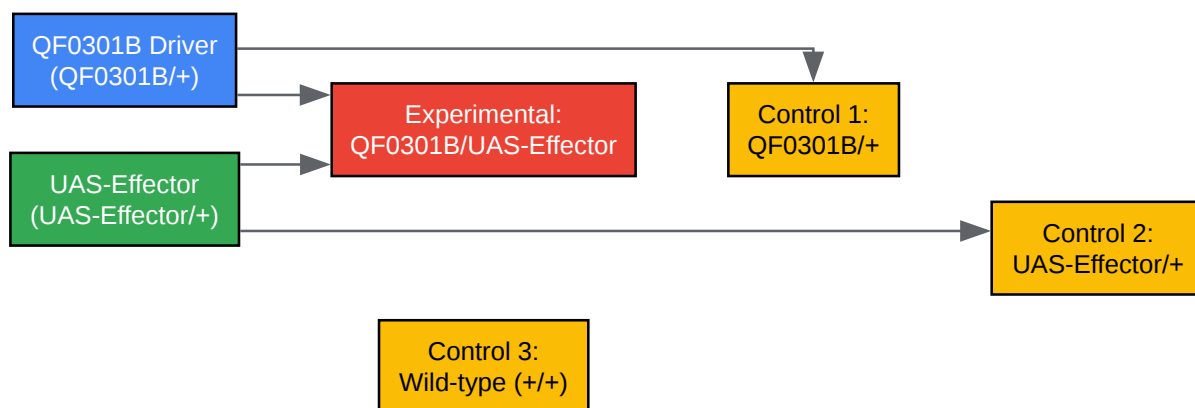 QF0301B Driver
(QF0301B/+)
Experimental:
QF0301B/UAS-Effector
Control 1:
QF0301B/+
UAS-Effector
(UAS-Effector/+)
Control 2:
UAS-Effector/+
Control 3:
Wild-type (+/+)